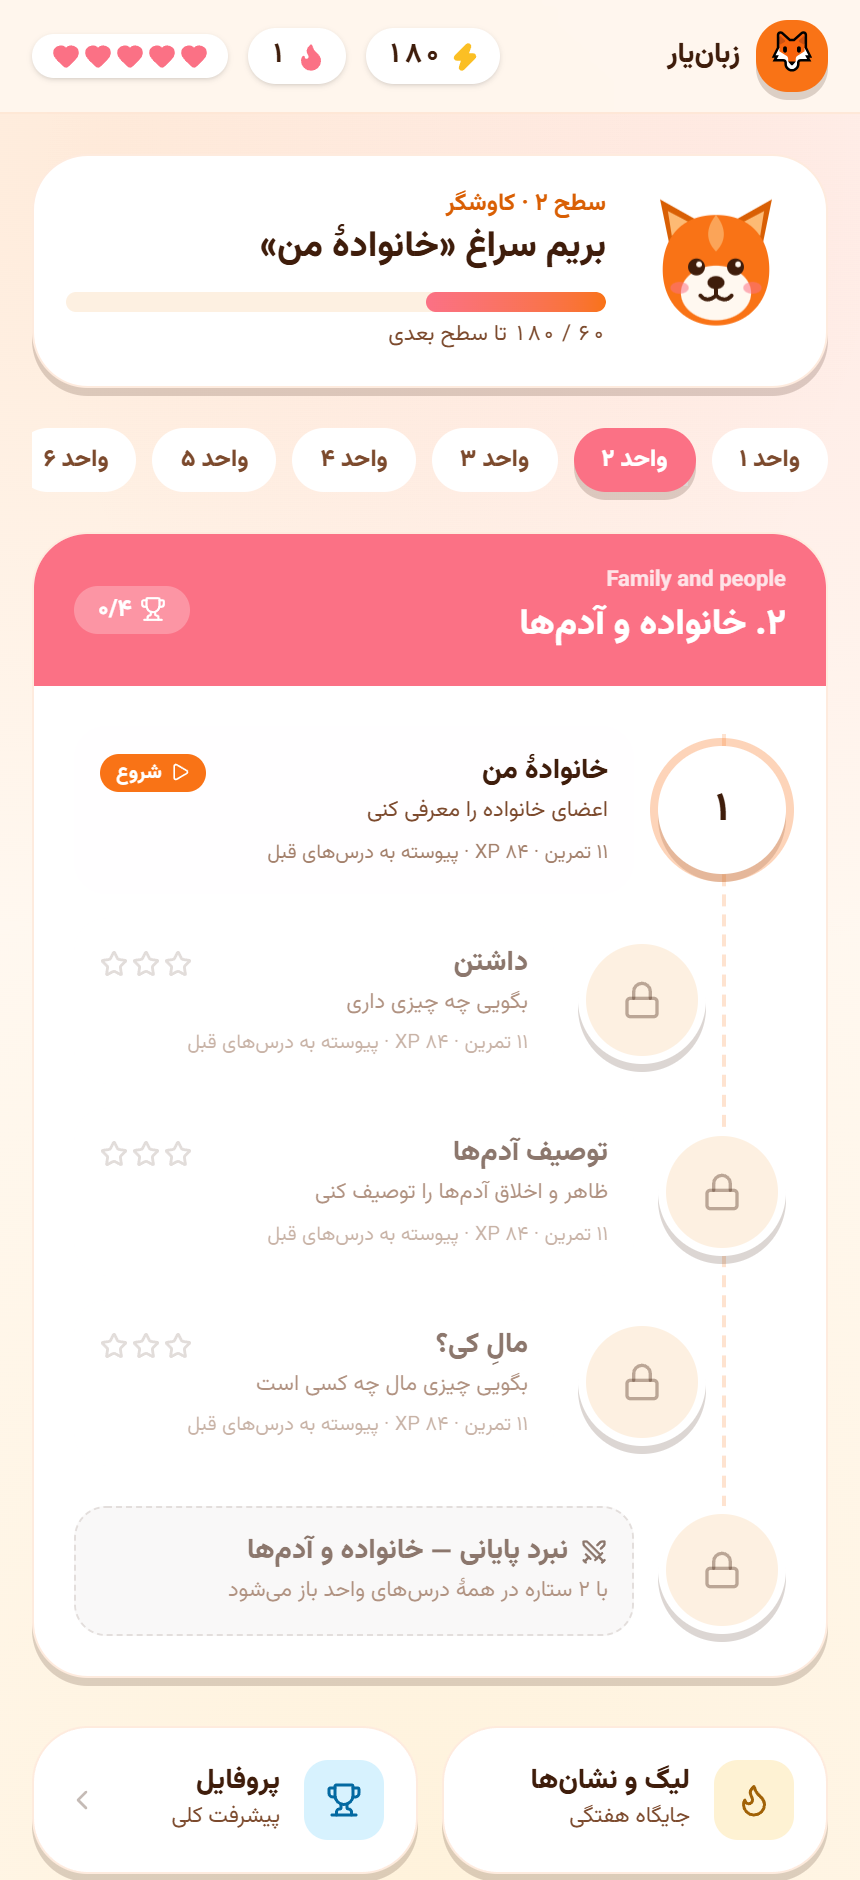 زبان‌یار
۱۸۰
۱
سطح ۲ · کاوشگر
بریم سراغ «خانوادهٔ من»
۶۰ / ۱۸۰ تا سطح بعدی
واحد ۱
واحد ۲
واحد ۳
واحد ۴
واحد ۵
واحد ۶
Family and people
۲. خانواده و آدم‌ها
۰/۴
۱
خانوادهٔ من
شروع
اعضای خانواده را معرفی کنی
۱۱ تمرین · ۸۴ XP · پیوسته به درس‌های قبل
داشتن
بگویی چه چیزی داری
۱۱ تمرین · ۸۴ XP · پیوسته به درس‌های قبل
توصیف آدم‌ها
ظاهر و اخلاق آدم‌ها را توصیف کنی
۱۱ تمرین · ۸۴ XP · پیوسته به درس‌های قبل
مالِ کی؟
بگویی چیزی مال چه کسی است
۱۱ تمرین · ۸۴ XP · پیوسته به درس‌های قبل
نبرد پایانی — خانواده و آدم‌ها
با ۲ ستاره در همهٔ درس‌های واحد باز می‌شود
لیگ و نشان‌ها
جایگاه هفتگی
پروفایل
پیشرفت کلی